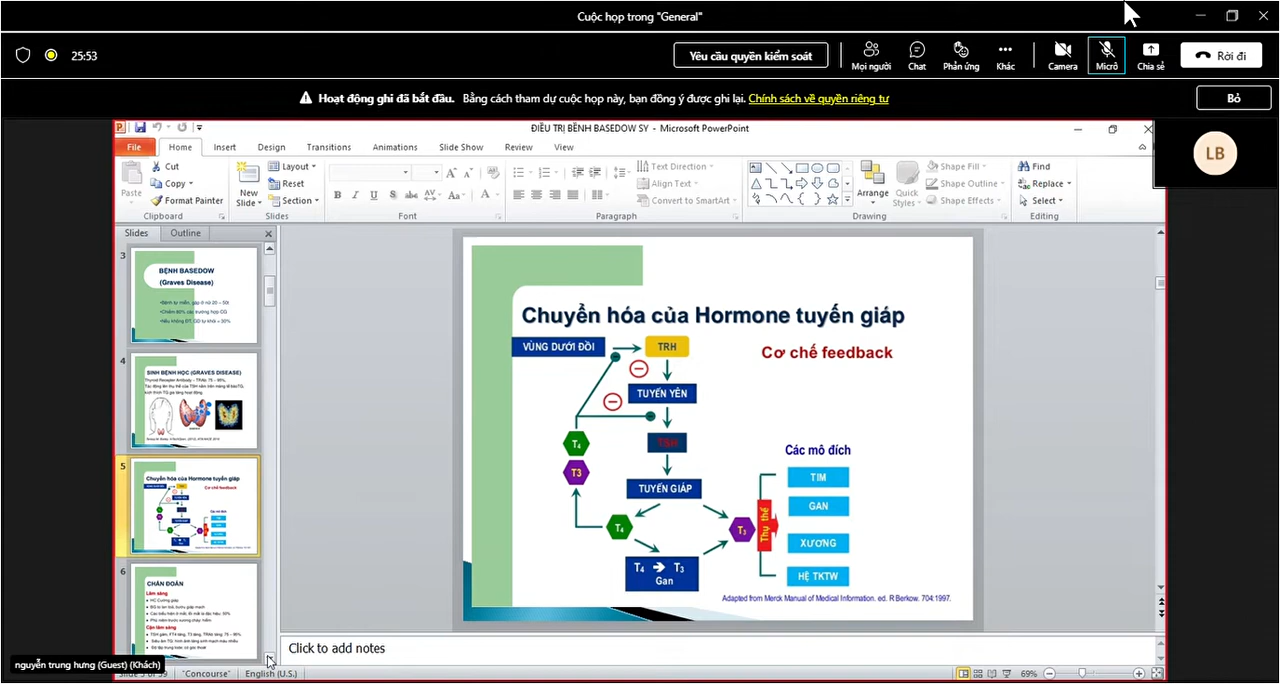 Cuộc họp trong "General"
25:53
Yêu cầu quyền kiểm soát
Mọi người
Chat
Phản ứng
Khác
Camera
Micrô
Chia sẻ
Rời đi
Hoạt động ghi đã bắt đầu. Bằng cách tham dự cuộc họp này, bạn đồng ý được ghi lại. Chính sách về quyền riêng tư
Bỏ
LB
ĐIỀU TRỊ BỆNH BASEDOW SY - Microsoft PowerPoint
File Home Insert Design Transitions Animations Slide Show Review View
Paste
Cut
Copy
Format Painter
Clipboard
New Slide
Layout
Reset
Section
Slides
Font
Text Direction
Align Text
Convert to SmartArt
Paragraph
Arrange
Quick Styles
Shape Fill
Shape Outline
Shape Effects
Drawing
Find
Replace
Select
Editing
Slides Outline
3
BỆNH BASEDOW
(Graves Disease)
4
SINH BỆNH HỌC (GRAVES DISEASE)
5
Chuyển hóa của Hormone tuyến giáp
Cơ chế feedback
6
CHẨN ĐOÁN
Lâm sàng
Cận lâm sàng
Chuyển hóa của Hormone tuyến giáp
VÙNG DƯỚI ĐỒI
TRH
Cơ chế feedback
TUYẾN YÊN
T4
TSH
Các mô đích
T3
TUYẾN GIÁP
TIM
GAN
T4
T3
Thụ thể
XƯƠNG
T4 ➔ T3
Gan
HỆ TKTW
Adapted from Merck Manual of Medical Information. ed. R Berkow. 704:1997.
Click to add notes
nguyễn trung hưng (Guest) (Khách)
"Concourse"
English (U.S.)
69%